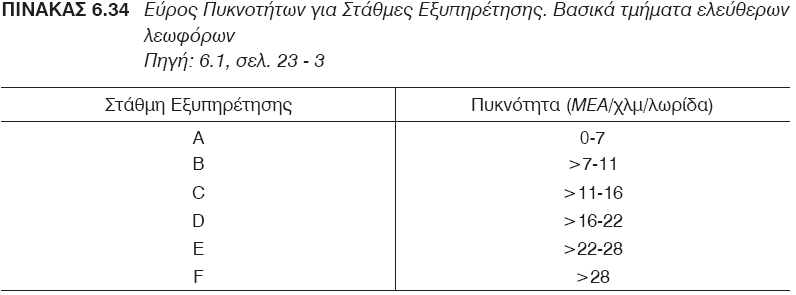 ΠΙΝΑΚΑΣ 6.34 Εύρος Πυκνοτήτων για Στάθμες Εξυπηρέτησης. Βασικά τμήματα ελεύθερων
λεωφόρων
Πηγή: 6.1, σελ. 23 - 3
Στάθμη Εξυπηρέτησης Πυκνότητα (ΜΕΑ/χλμ/λωρίδα)
A 0-7
B >7-11
C >11-16
D >16-22
E >22-28
F >28